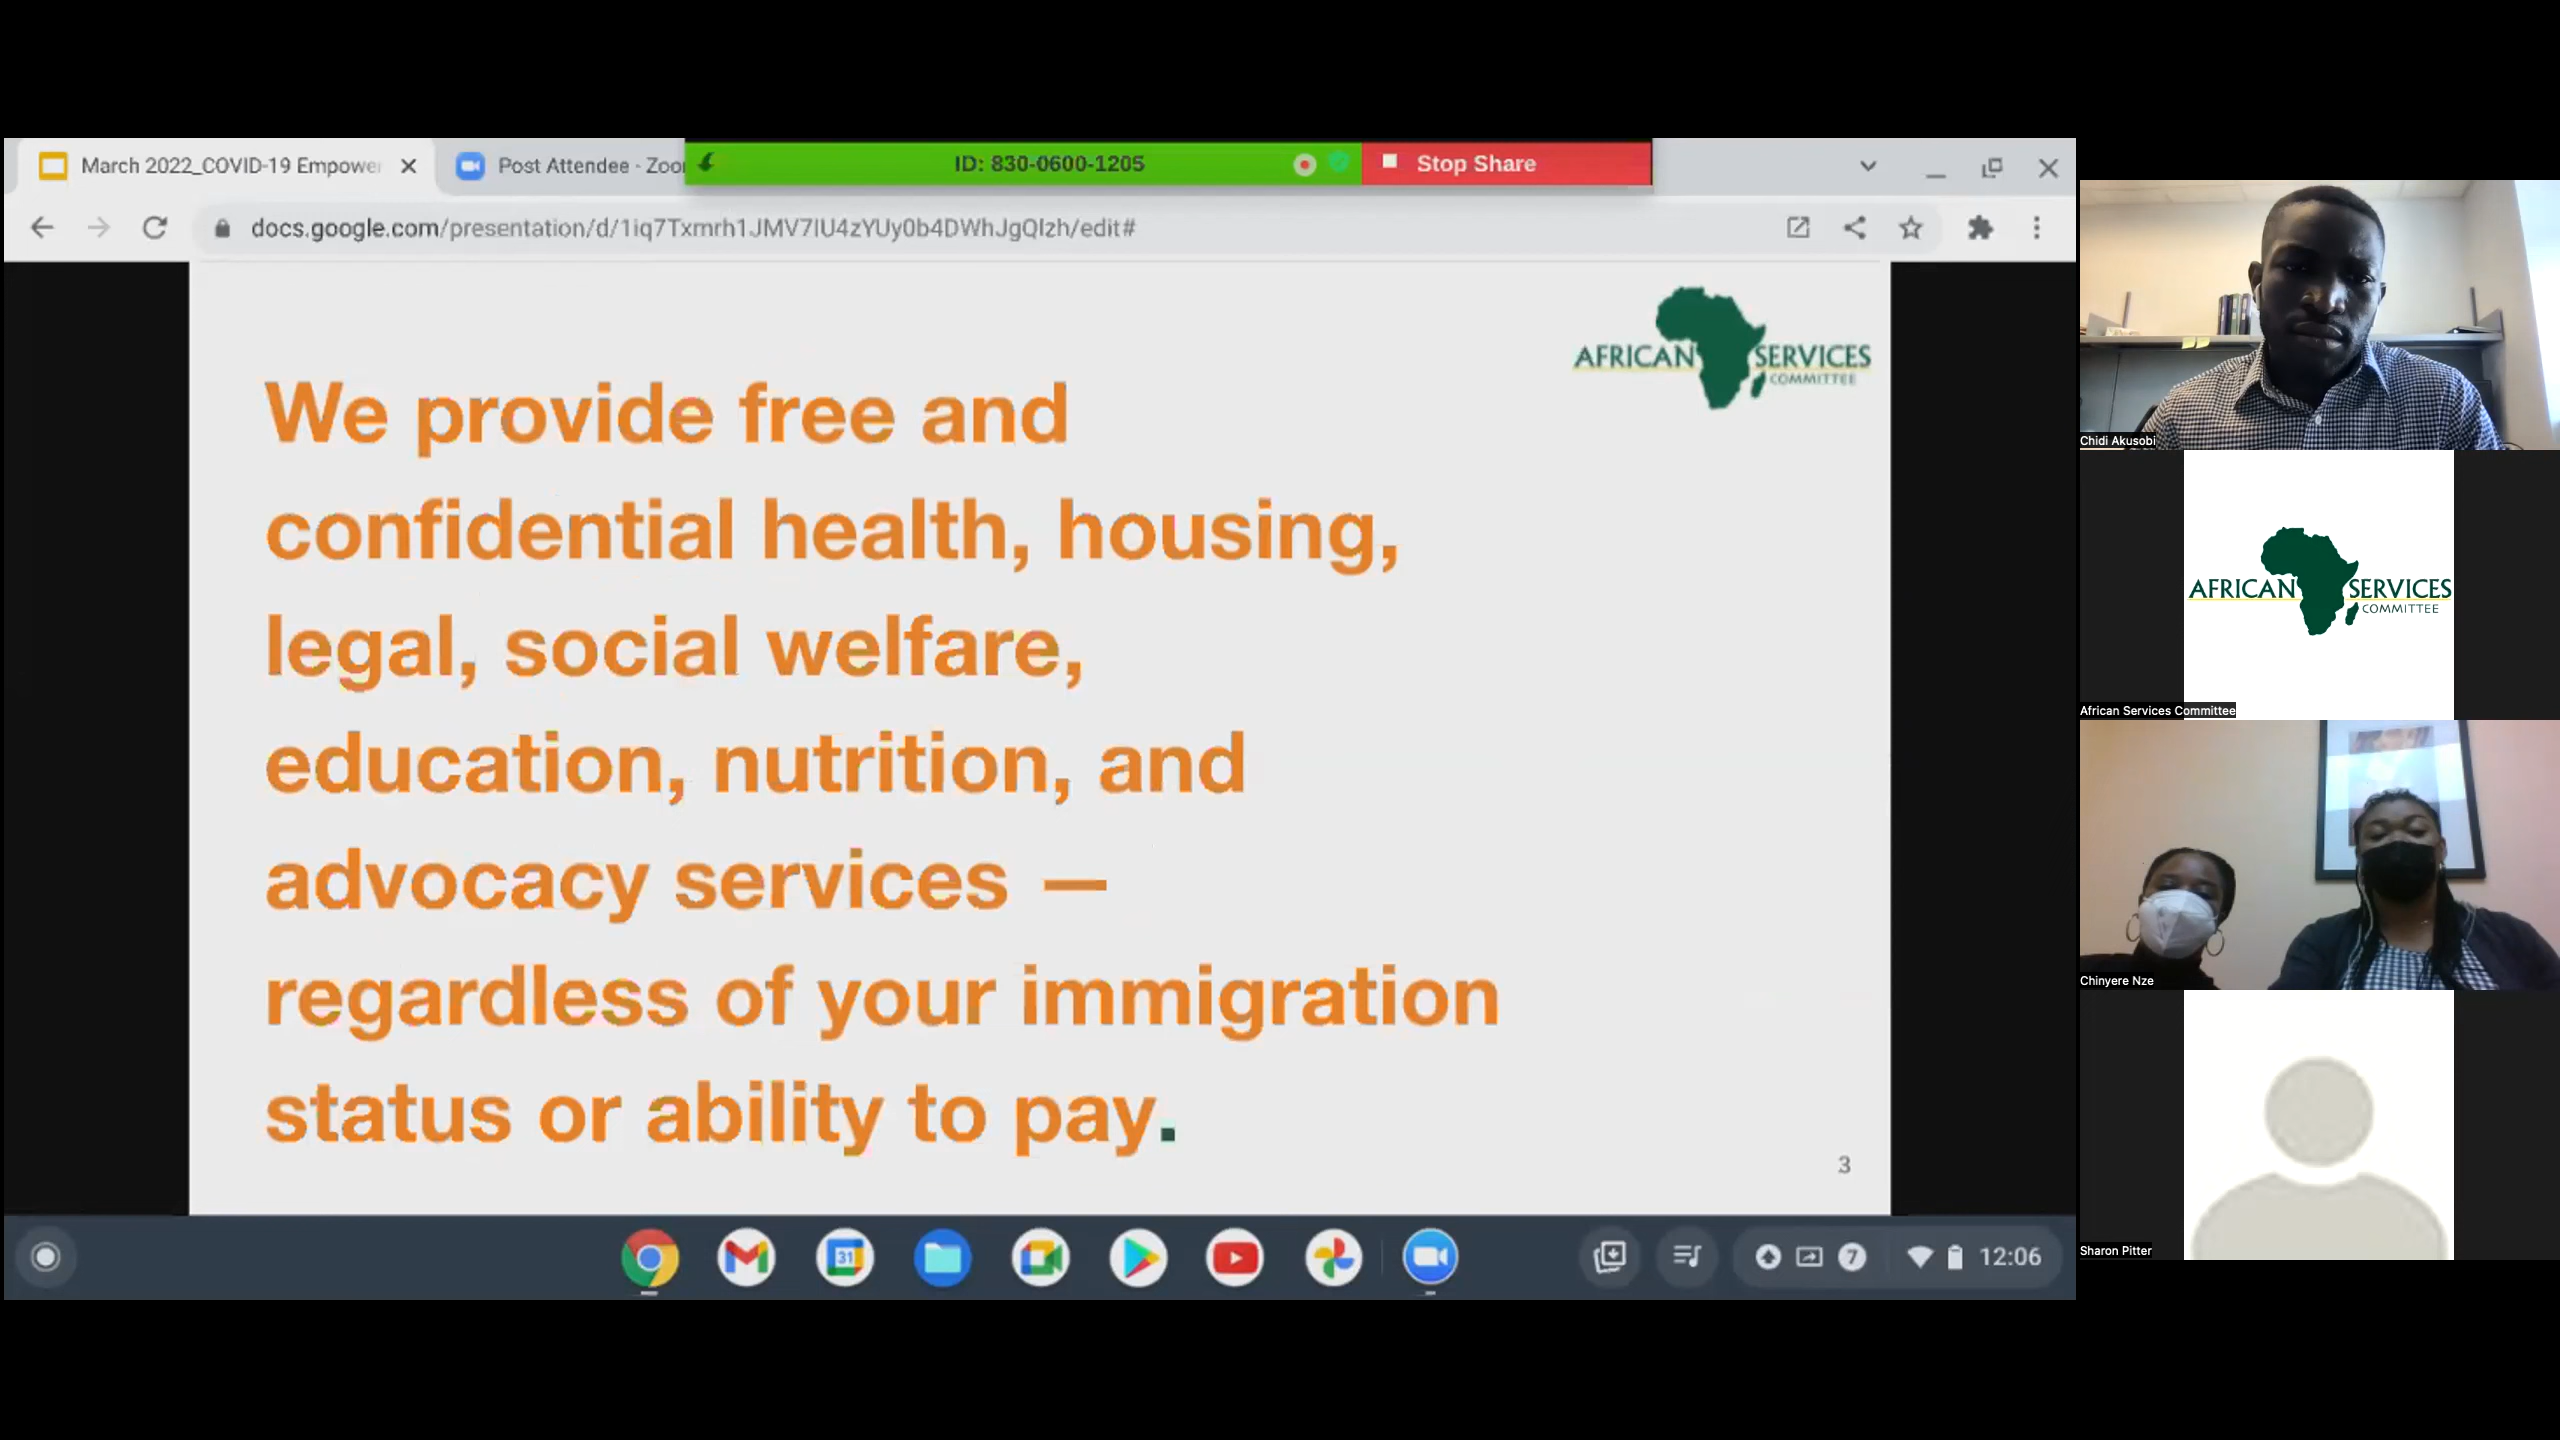 March 2022_COVID-19 Empower
Post Attendee - Zoo
ID: 830-0600-1205
Stop Share
docs.google.com/presentation/d/1iq7Txmrh1JMV7IU4zYUy0b4DWhJgQlzh/edit#
AFRICAN SERVICES
COMMITTEE
We provide free and
confidential health, housing,
legal, social welfare,
education, nutrition, and
advocacy services —
regardless of your immigration
status or ability to pay.
3
31
7
12:06
Chidi Akusobi
AFRICAN SERVICES
COMMITTEE
African Services Committee
Chinyere Nze
Sharon Pitter